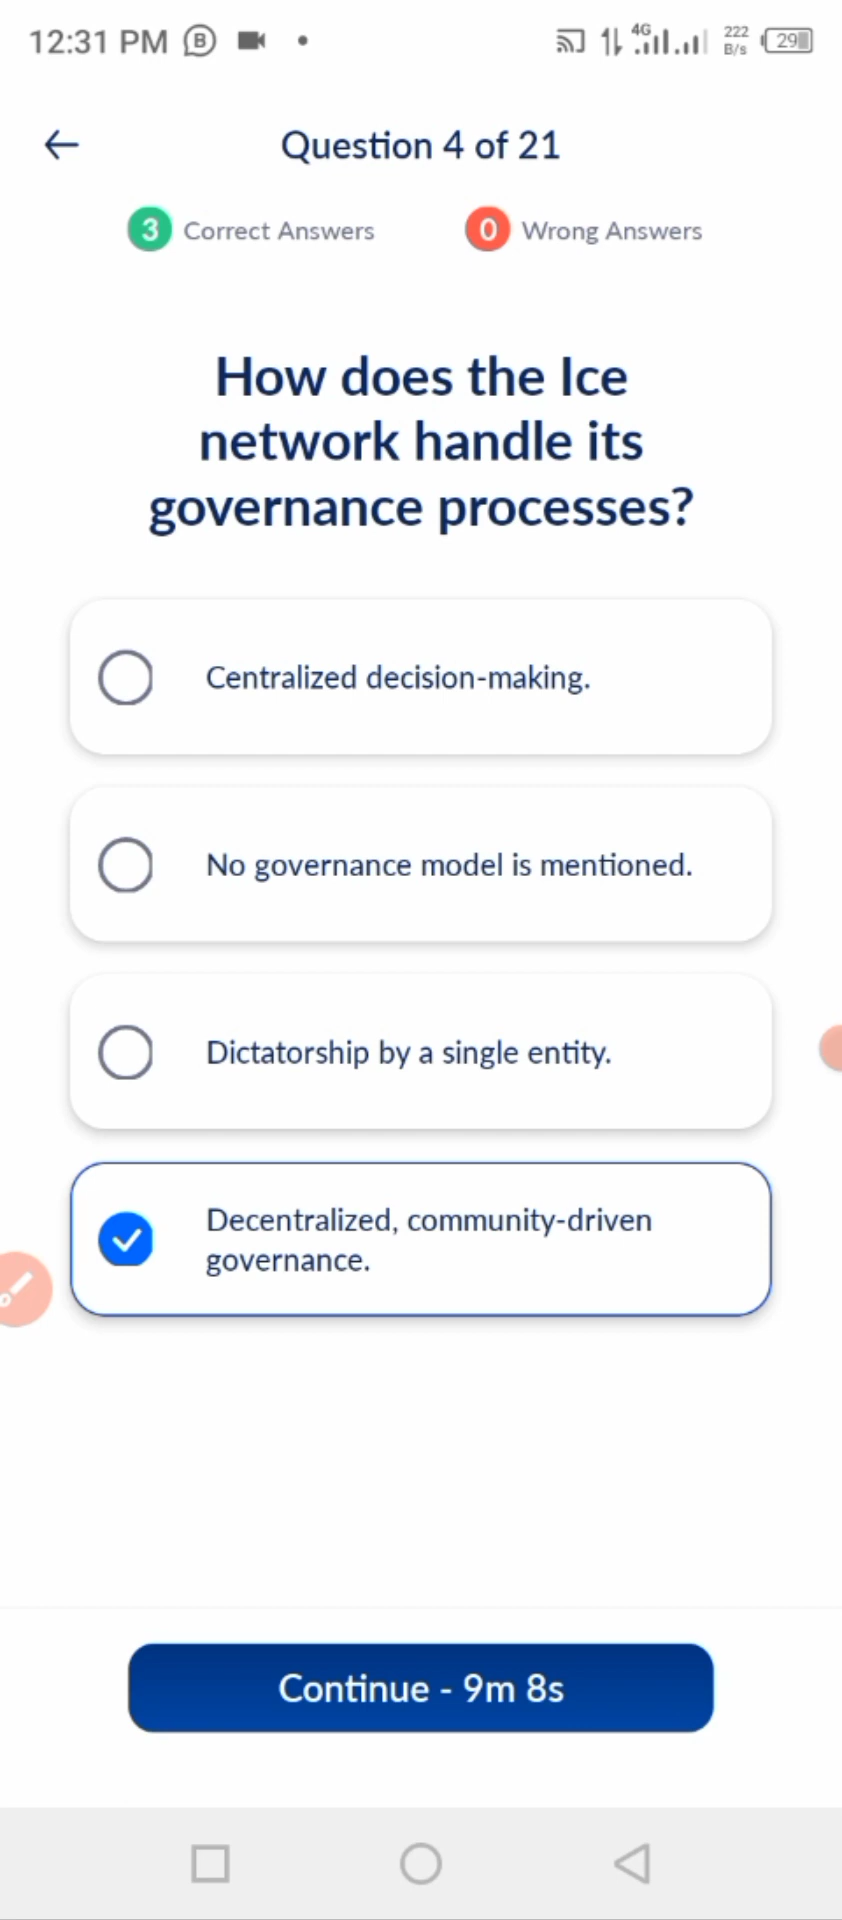 12:31 PM B 4G 222 B/s 29
Question 4 of 21
3 Correct Answers 0 Wrong Answers
How does the Ice
network handle its
governance processes?
Centralized decision-making.
No governance model is mentioned.
Dictatorship by a single entity.
Decentralized, community-driven
governance.
Continue - 9m 8s